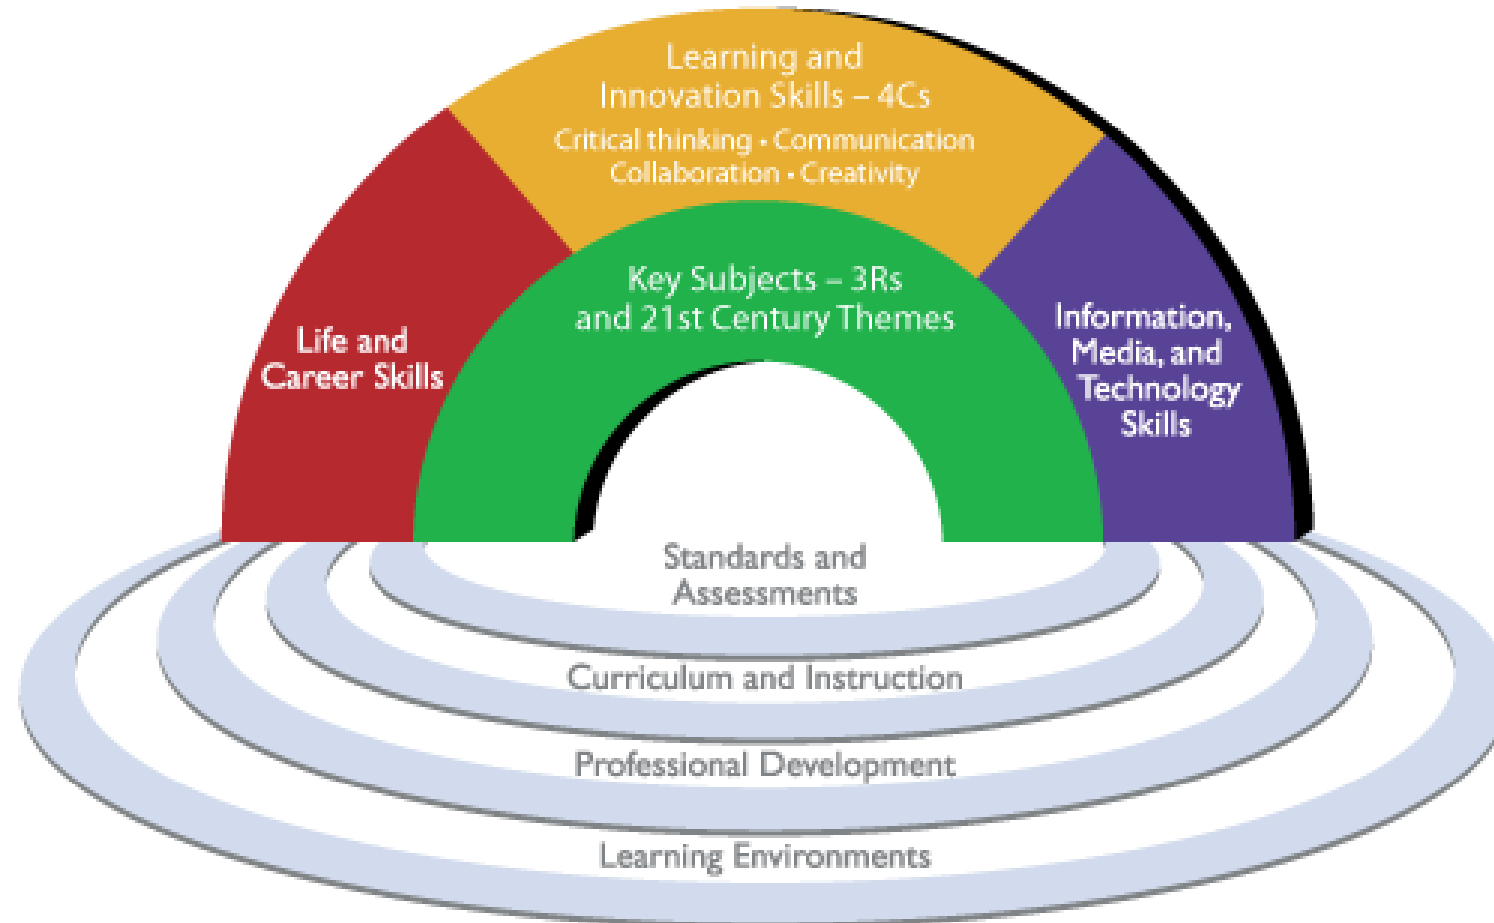 Learning and
Innovation Skills – 4Cs
Critical thinking • Communication
Collaboration • Creativity
Key Subjects – 3Rs
and 21st Century Themes
Life and
Career Skills
Information,
Media, and
Technology
Skills
Standards and
Assessments
Curriculum and Instruction
Professional Development
Learning Environments